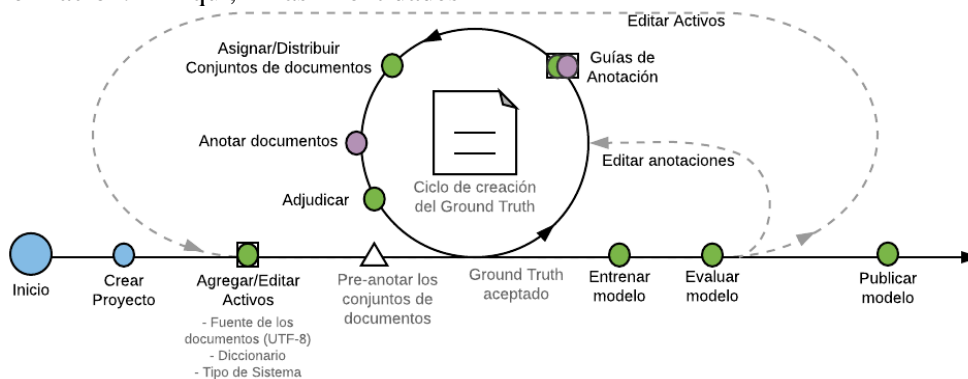 Editar Activos
Asignar/Distribuir
Conjuntos de documentos
Guías de
Anotación
Anotar documentos
Editar anotaciones
Ciclo de creación
del Ground Truth
Adjudicar
Inicio
Crear
Proyecto
Agregar/Editar
Activos
- Fuente de los
documentos (UTF-8)
- Diccionario
- Tipo de Sistema
Pre-anotar los
conjuntos de
documentos
Ground Truth
aceptado
Entrenar
modelo
Evaluar
modelo
Publicar
modelo